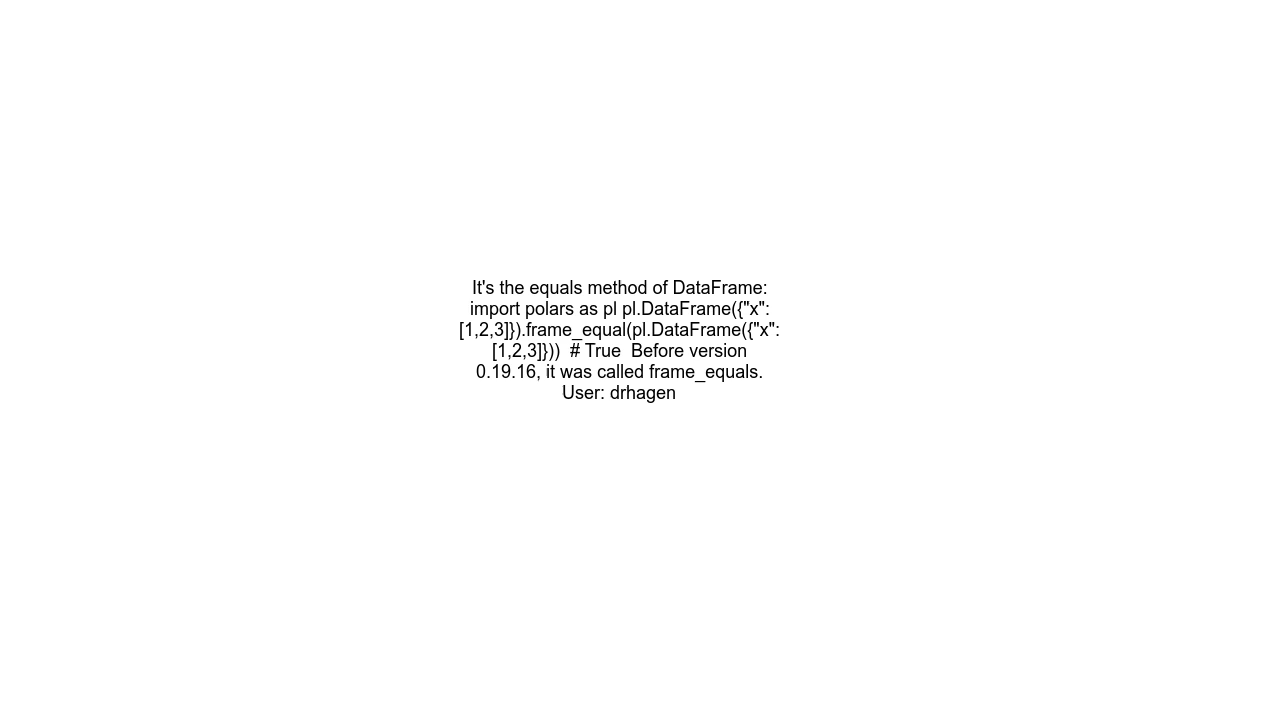 It's the equals method of DataFrame:
import polars as pl pl.DataFrame({"x":
[1,2,3]}).frame_equal(pl.DataFrame({"x":
[1,2,3]}))  # True  Before version
0.19.16, it was called frame_equals.
User: drhagen